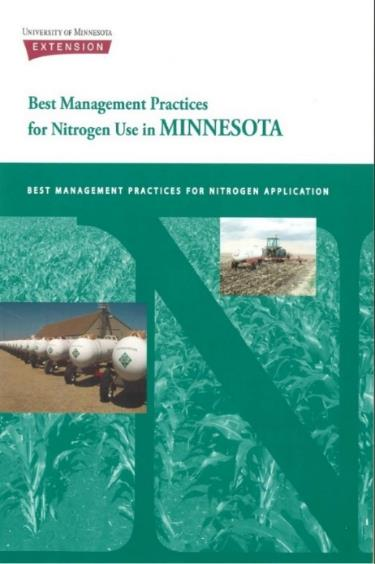 UNIVERSITY OF MINNESOTA
EXTENSION
Best Management Practices
for Nitrogen Use in MINNESOTA
BEST MANAGEMENT PRACTICES FOR NITROGEN APPLICATION
N